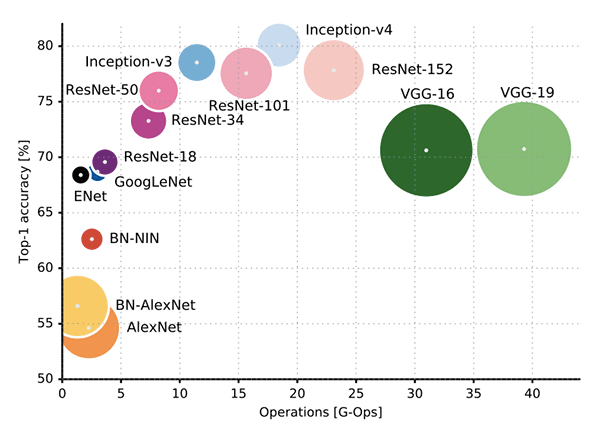 80
75
70
65
60
55
50
Top-1 accuracy [%]
Inception-v4
Inception-v3
ResNet-152
ResNet-50
VGG-16
VGG-19
ResNet-101
ResNet-34
ResNet-18
GoogLeNet
ENet
BN-NIN
BN-AlexNet
AlexNet
0 5 10 15 20 25 30 35 40
Operations [G-Ops]